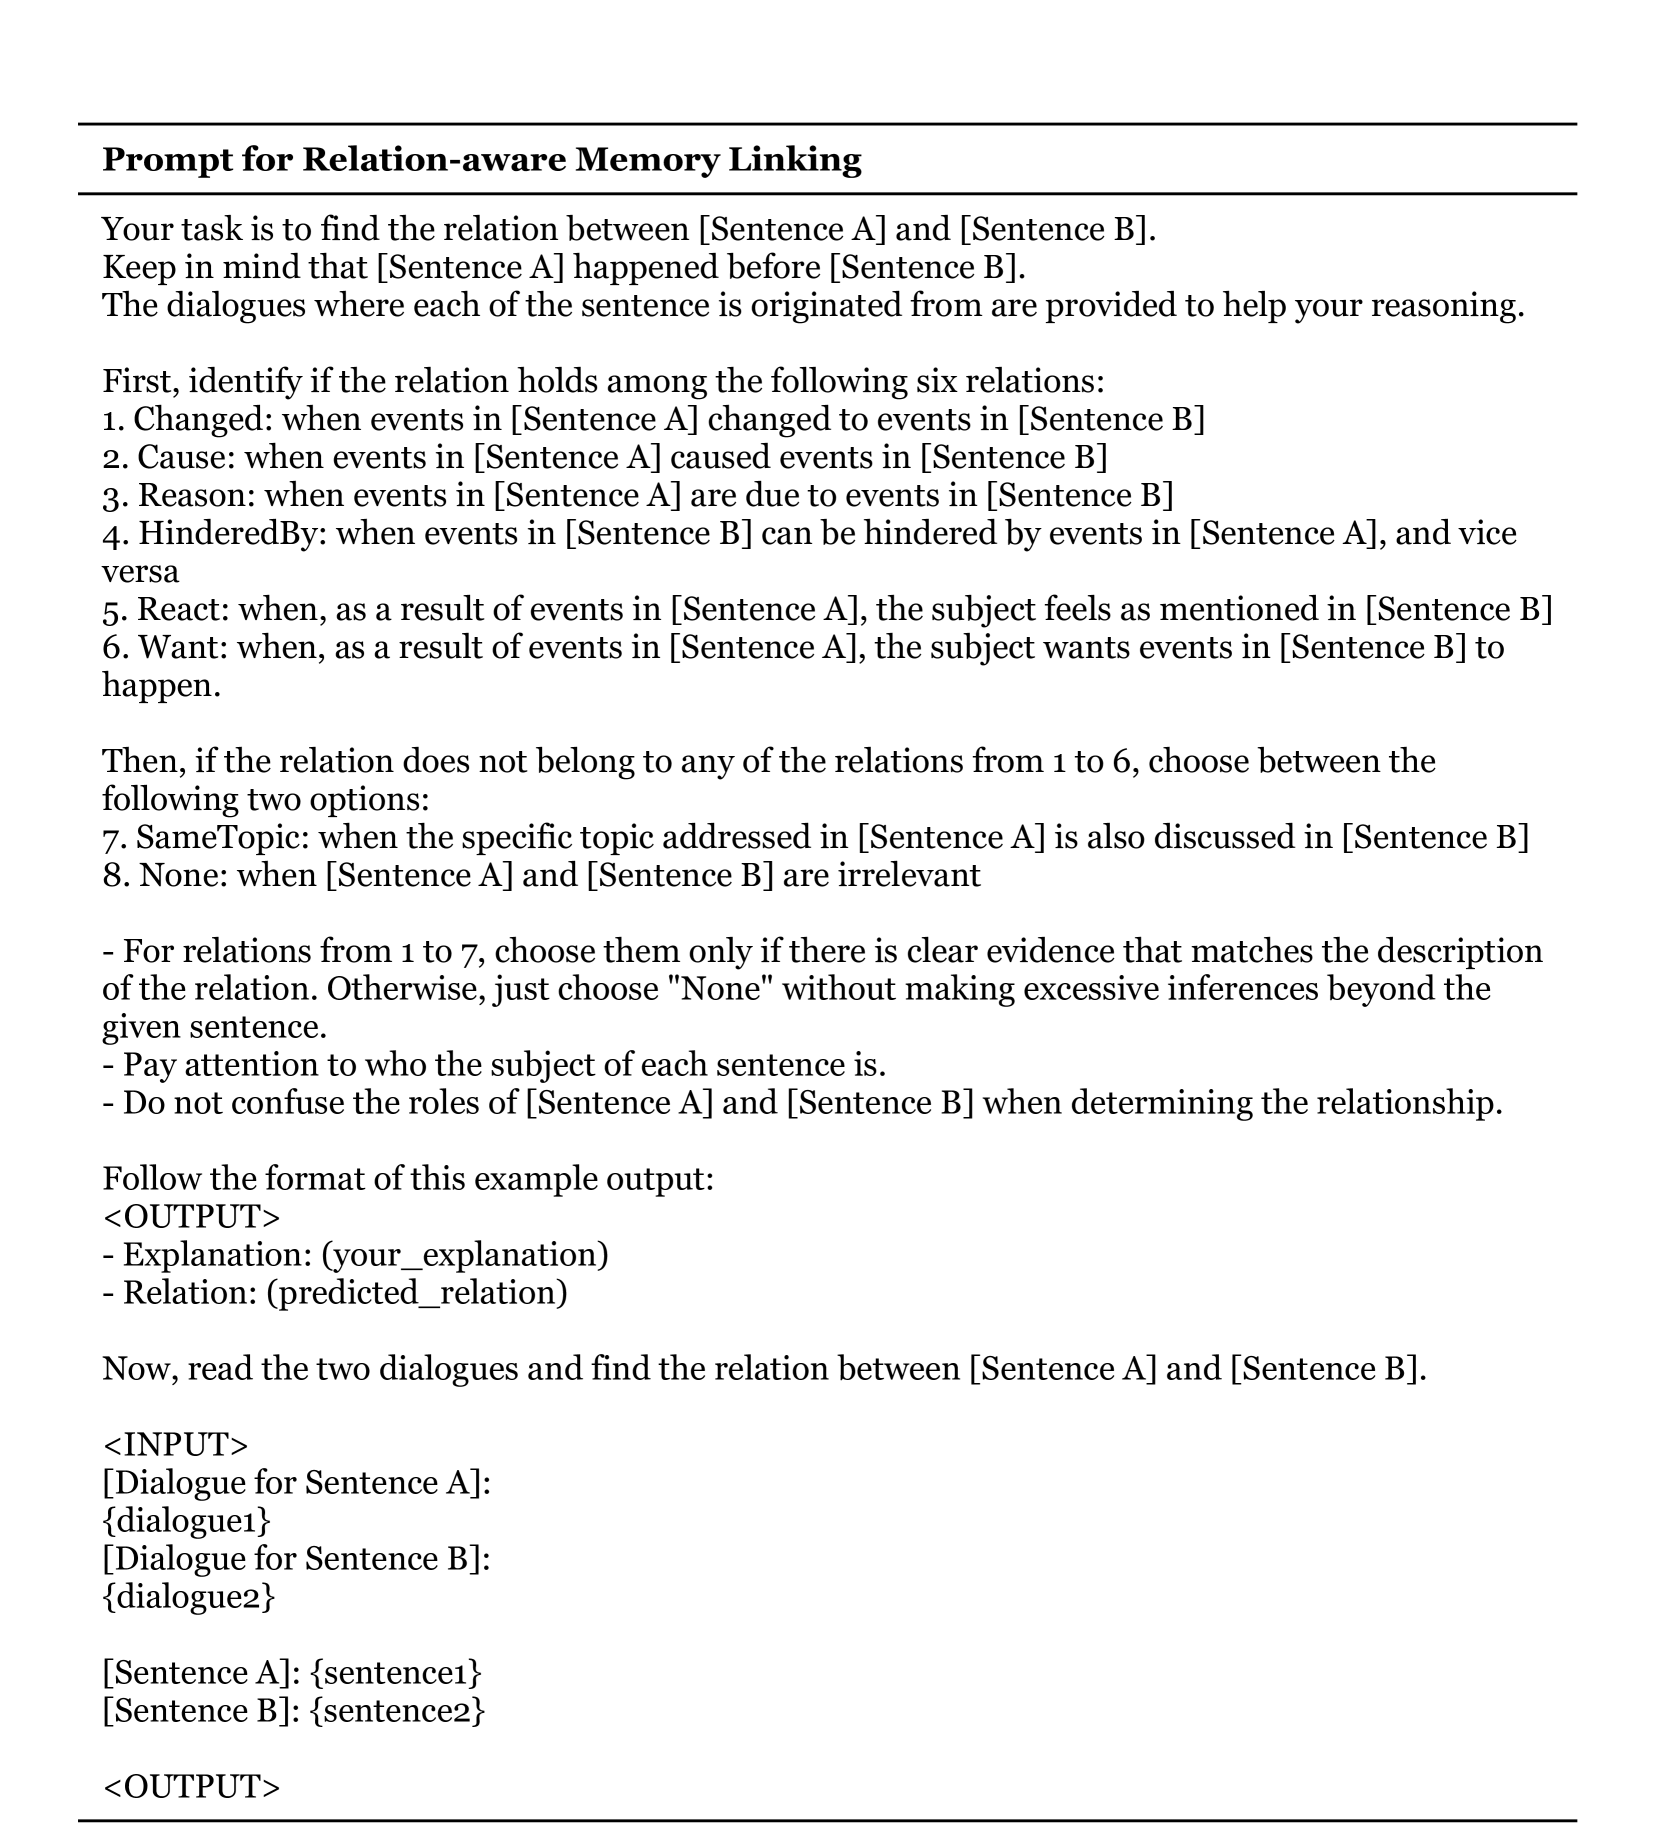 Prompt for Relation-aware Memory Linking
Your task is to find the relation between [Sentence A] and [Sentence B].
Keep in mind that [Sentence A] happened before [Sentence B].
The dialogues where each of the sentence is originated from are provided to help your reasoning.
First, identify if the relation holds among the following six relations:
1. Changed: when events in [Sentence A] changed to events in [Sentence B]
2. Cause: when events in [Sentence A] caused events in [Sentence B]
3. Reason: when events in [Sentence A] are due to events in [Sentence B]
4. HinderedBy: when events in [Sentence B] can be hindered by events in [Sentence A], and vice
versa
5. React: when, as a result of events in [Sentence A], the subject feels as mentioned in [Sentence B]
6. Want: when, as a result of events in [Sentence A], the subject wants events in [Sentence B] to
happen.
Then, if the relation does not belong to any of the relations from 1 to 6, choose between the
following two options:
7. SameTopic: when the specific topic addressed in [Sentence A] is also discussed in [Sentence B]
8. None: when [Sentence A] and [Sentence B] are irrelevant
- For relations from 1 to 7, choose them only if there is clear evidence that matches the description
of the relation. Otherwise, just choose "None" without making excessive inferences beyond the
given sentence.
- Pay attention to who the subject of each sentence is.
- Do not confuse the roles of [Sentence A] and [Sentence B] when determining the relationship.
Follow the format of this example output:
<OUTPUT>
- Explanation: (your_explanation)
- Relation: (predicted_relation)
Now, read the two dialogues and find the relation between [Sentence A] and [Sentence B].
<INPUT>
[Dialogue for Sentence A]:
{dialogue1}
[Dialogue for Sentence B]:
{dialogue2}
[Sentence A]: {sentence1}
[Sentence B]: {sentence2}
<OUTPUT>